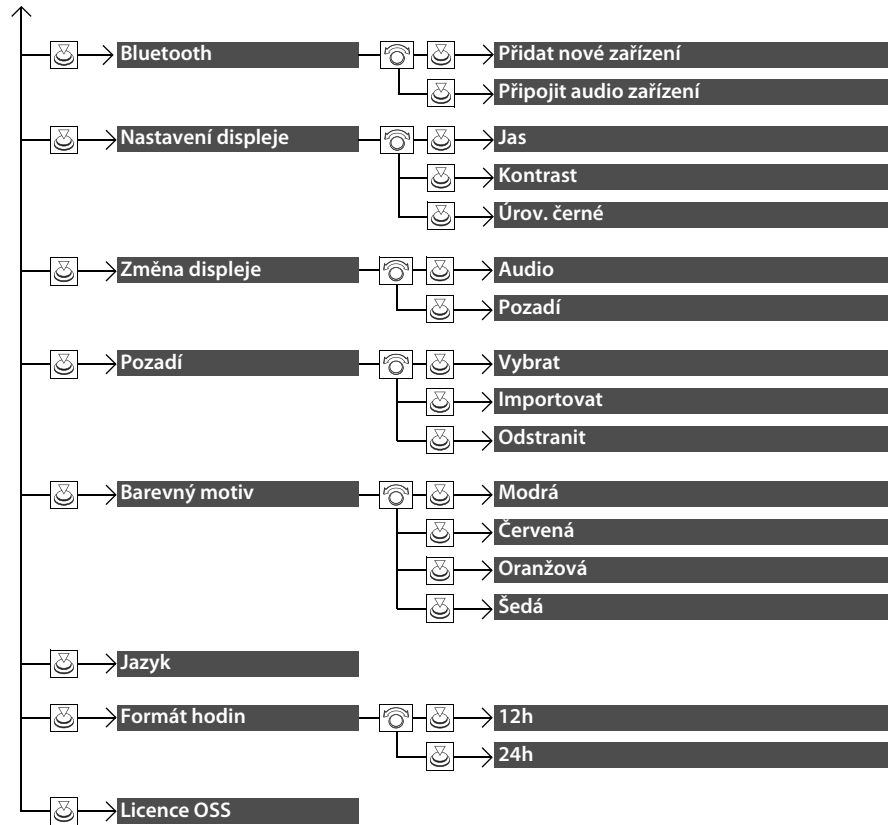 Bluetooth
Přidat nové zařízení
Připojit audio zařízení
Nastavení displeje
Jas
Kontrast
Úrov. černé
Změna displeje
Audio
Pozadí
Pozadí
Vybrat
Importovat
Odstranit
Barevný motiv
Modrá
Červená
Oranžová
Šedá
Jazyk
Formát hodin
12h
24h
Licence OSS